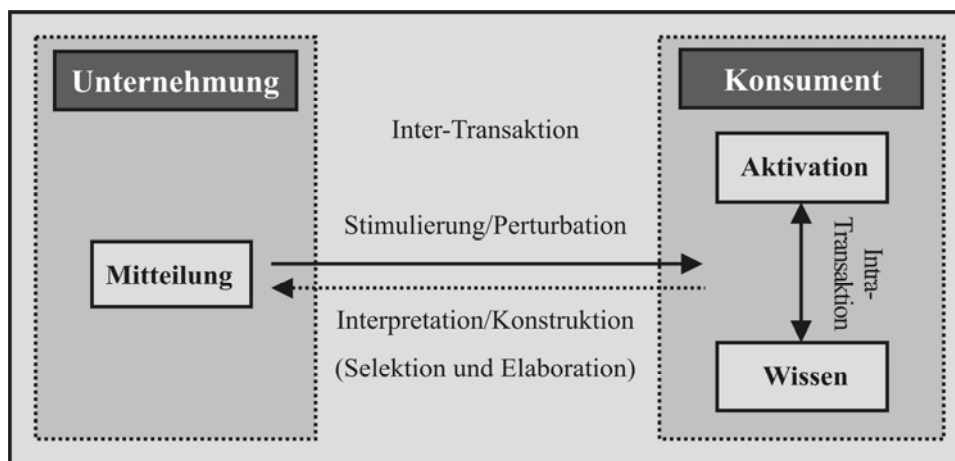 Unternehmung
Konsument
Inter-Transaktion
Aktivation
Stimulierung/Perturbation
Mitteilung
Intra-
Transaktion
Interpretation/Konstruktion
(Selektion und Elaboration)
Wissen